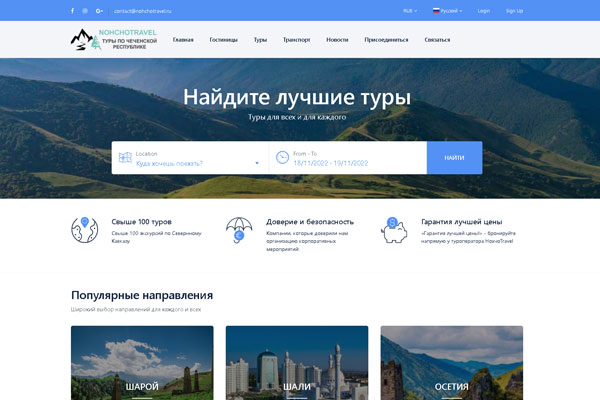 contact@nohchotravel.ru
RUB
Русский
Login
Sign Up
NOHCHOTRAVEL
ТУРЫ ПО ЧЕЧЕНСКОЙ
РЕСПУБЛИКЕ
Главная Гостиницы Туры Транспорт Новости Присоединиться Связаться
Найдите лучшие туры
Туры для всех и для каждого
Location
Куда хочешь поехать?
From - To
18/11/2022 - 19/11/2022
НАЙТИ
Свыше 100 туров
Свыше 100 экскурсий по Северному
Кавказу
Доверие и безопасность
Компании, которые доверили нам
организацию корпоративных
мероприятий
Гарантия лучшей цены
«Гарантия лучшей цены!» – бронируйте
напрямую у туроператора
Популярные направления
Широкий выбор направлений для каждого и всех
ШАРОЙ
ШАЛИ
ОСЕТИЯ